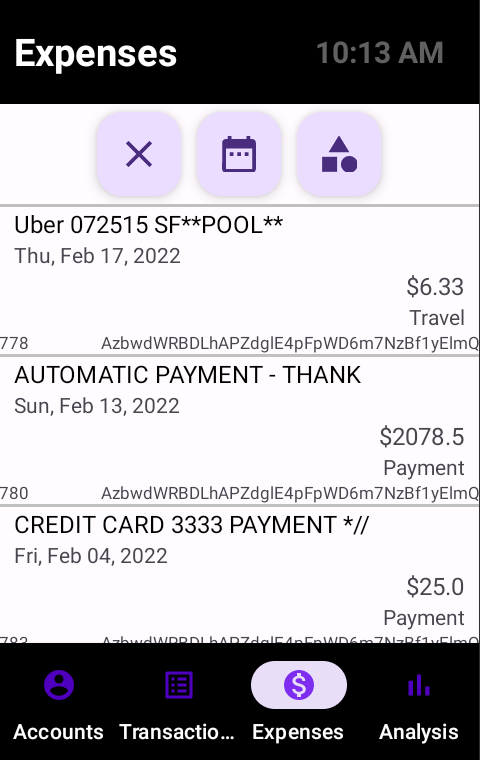 Expenses 10:13 AM
Uber 072515 SF**POOL**
Thu, Feb 17, 2022
$6.33
Travel
778 AzbwdWRBDLhAPZdglE4pFpWD6m7NzBf1yElmQ
AUTOMATIC PAYMENT - THANK
Sun, Feb 13, 2022
$2078.5
Payment
780 AzbwdWRBDLhAPZdglE4pFpWD6m7NzBf1yElmQ
CREDIT CARD 3333 PAYMENT *//
Fri, Feb 04, 2022
$25.0
Payment
783 AzbwdWRBDLhAPZdglE4pFpWD6m7NzBf1yElmQ
Accounts Transactio... Expenses Analysis